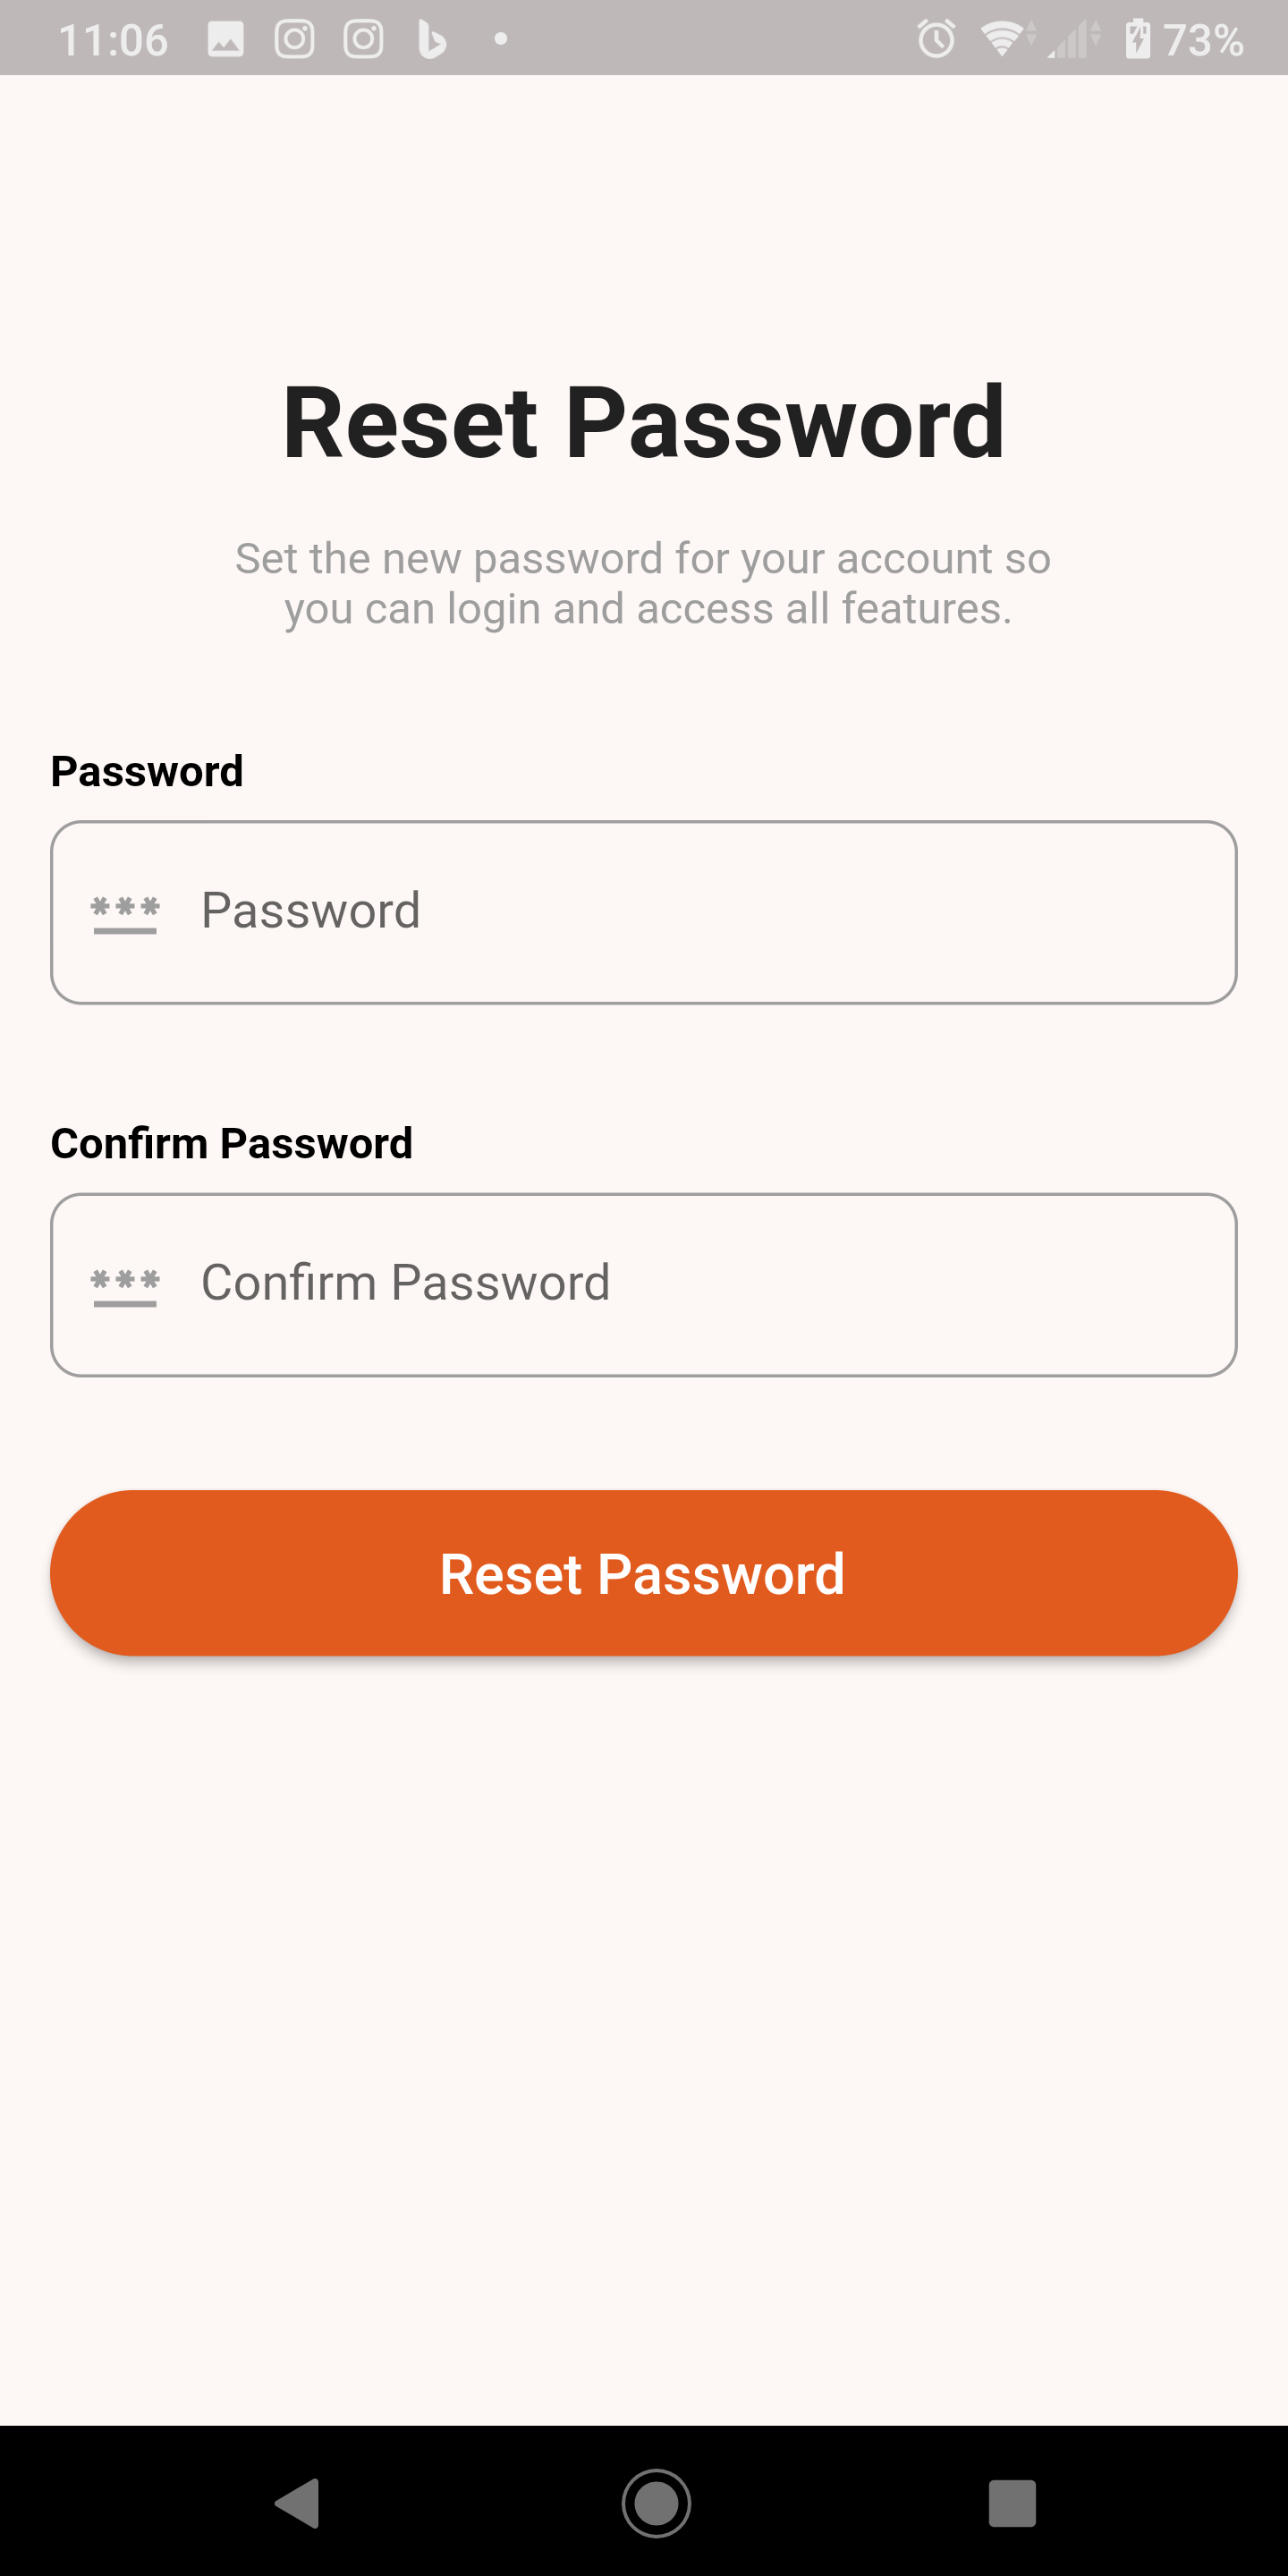 11:06 73%
Reset Password
Set the new password for your account so
you can login and access all features.
Password
*** Password
Confirm Password
*** Confirm Password
Reset Password